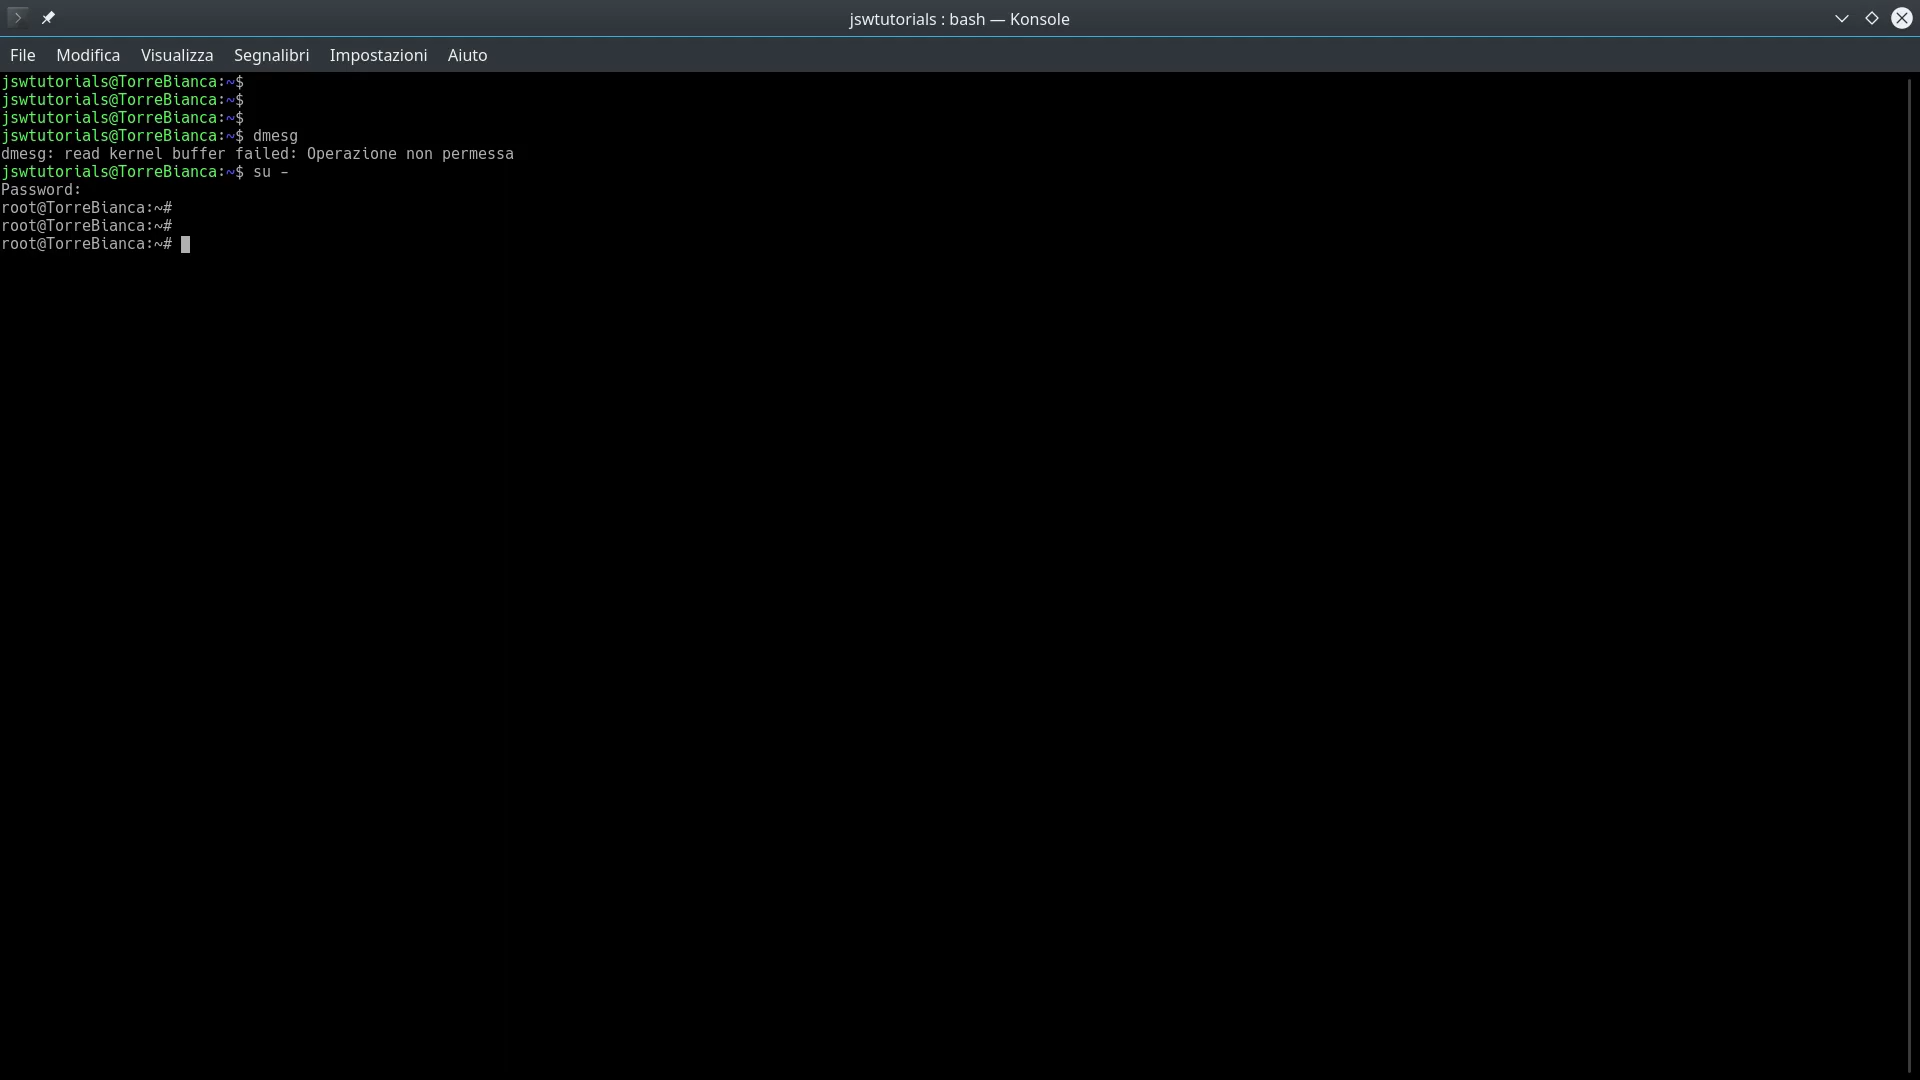 jswtutorials : bash — Konsole
File Modifica Visualizza Segnalibri Impostazioni Aiuto
jswtutorials@TorreBianca:~$
jswtutorials@TorreBianca:~$
jswtutorials@TorreBianca:~$
jswtutorials@TorreBianca:~$ dmesg
dmesg: read kernel buffer failed: Operazione non permessa
jswtutorials@TorreBianca:~$ su -
Password:
root@TorreBianca:~#
root@TorreBianca:~#
root@TorreBianca:~#